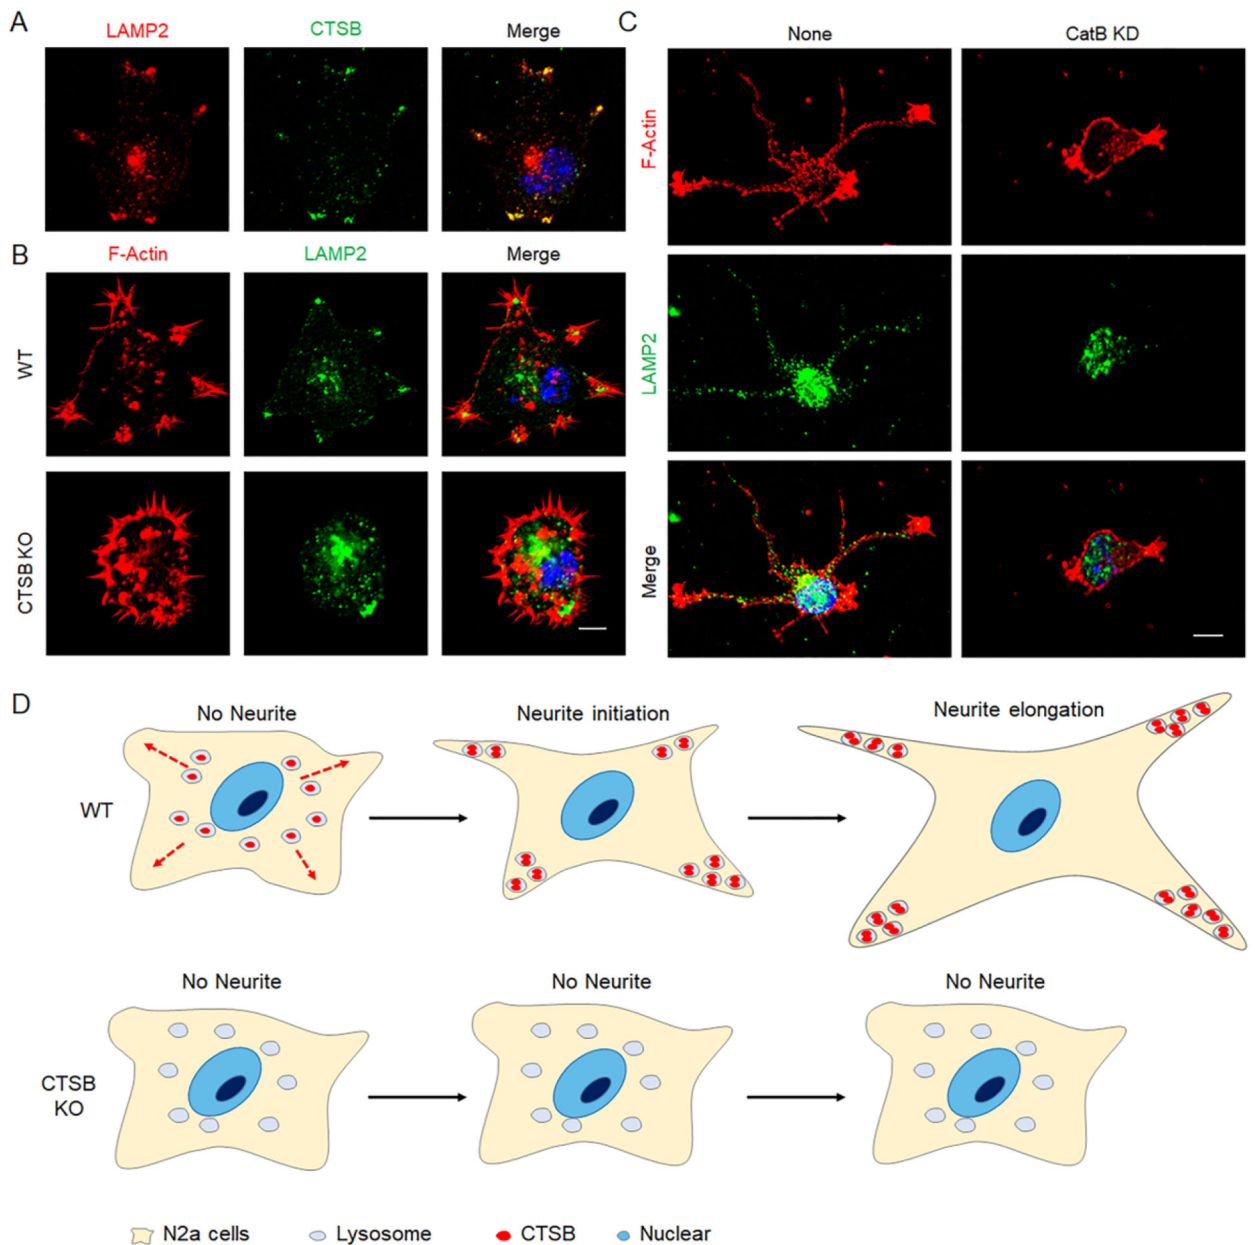 A
LAMP2
CTSB
Merge
B
F-Actin
LAMP2
Merge
WT
CTSB KO
C
None
CatB KD
F-Actin
LAMP2
Merge
D
No Neurite
Neurite initiation
Neurite elongation
WT
No Neurite
No Neurite
No Neurite
CTSB
KO
N2a cells
Lysosome
CTSB
Nuclear